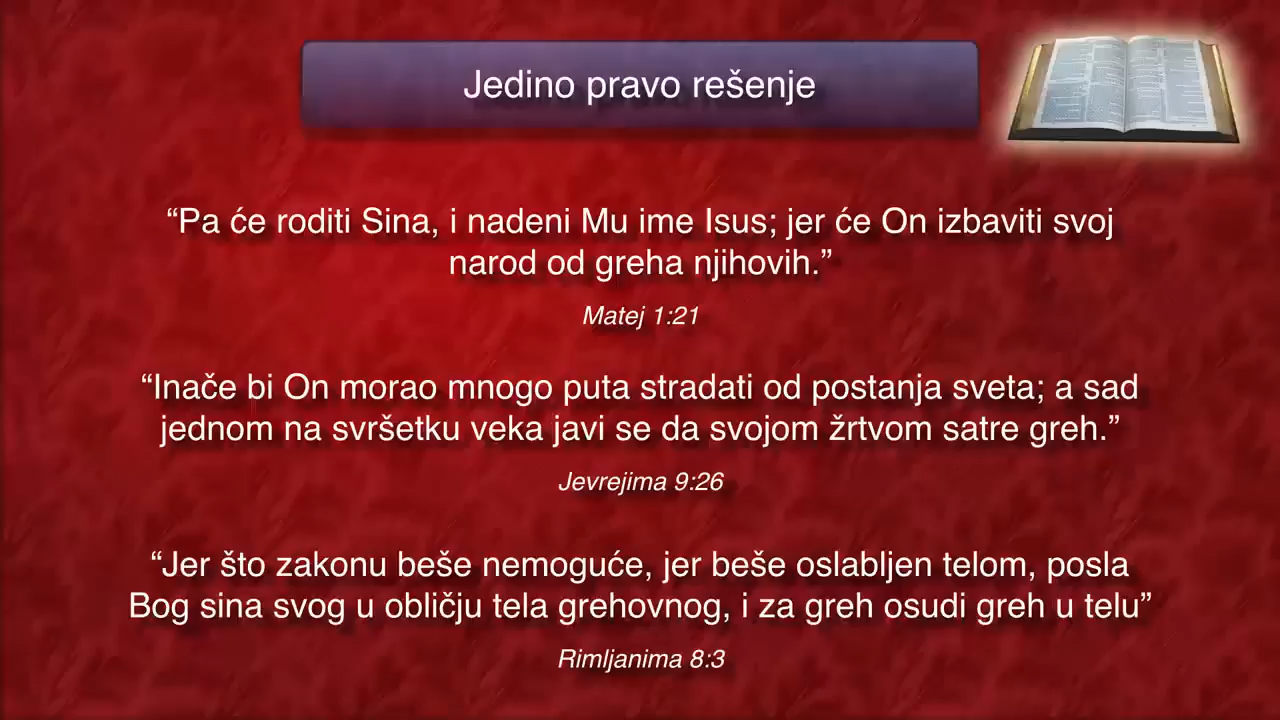 Jedino pravo rešenje
“Pa će roditi Sina, i nadeni Mu ime Isus; jer će On izbaviti svoj
narod od greha njihovih.”
Matej 1:21
“Inače bi On morao mnogo puta stradati od postanja sveta; a sad
jednom na svršetku veka javi se da svojom žrtvom satre greh.”
Jevrejima 9:26
“Jer što zakonu beše nemoguće, jer beše oslabljen telom, posla
Bog sina svog u obličju tela grehovnog, i za greh osudi greh u telu”
Rimljanima 8:3